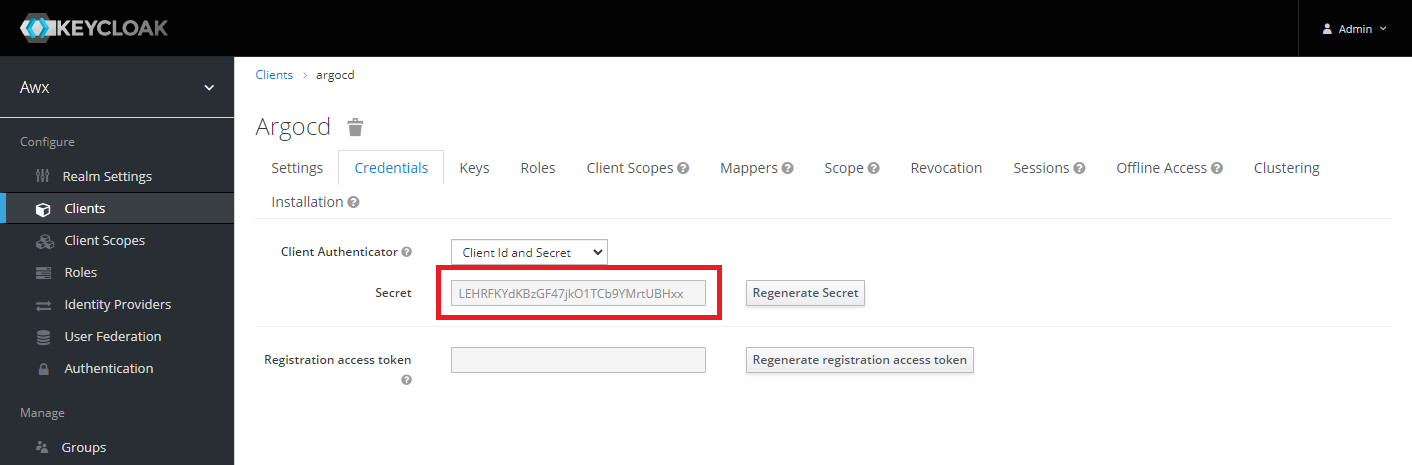 KEYCLOAK
Admin
Awx
Clients > argocd
Argocd
Configure
Realm Settings
Clients
Client Scopes
Roles
Identity Providers
User Federation
Authentication
Manage
Groups
Settings Credentials Keys Roles Client Scopes ? Mappers ? Scope ? Revocation Sessions ? Offline Access ? Clustering
Installation ?
Client Authenticator ? Client Id and Secret
Secret LEHRFKYdKBzGF47jkO1TCb9YMrtUBHxx Regenerate Secret
Registration access token ? Regenerate registration access token